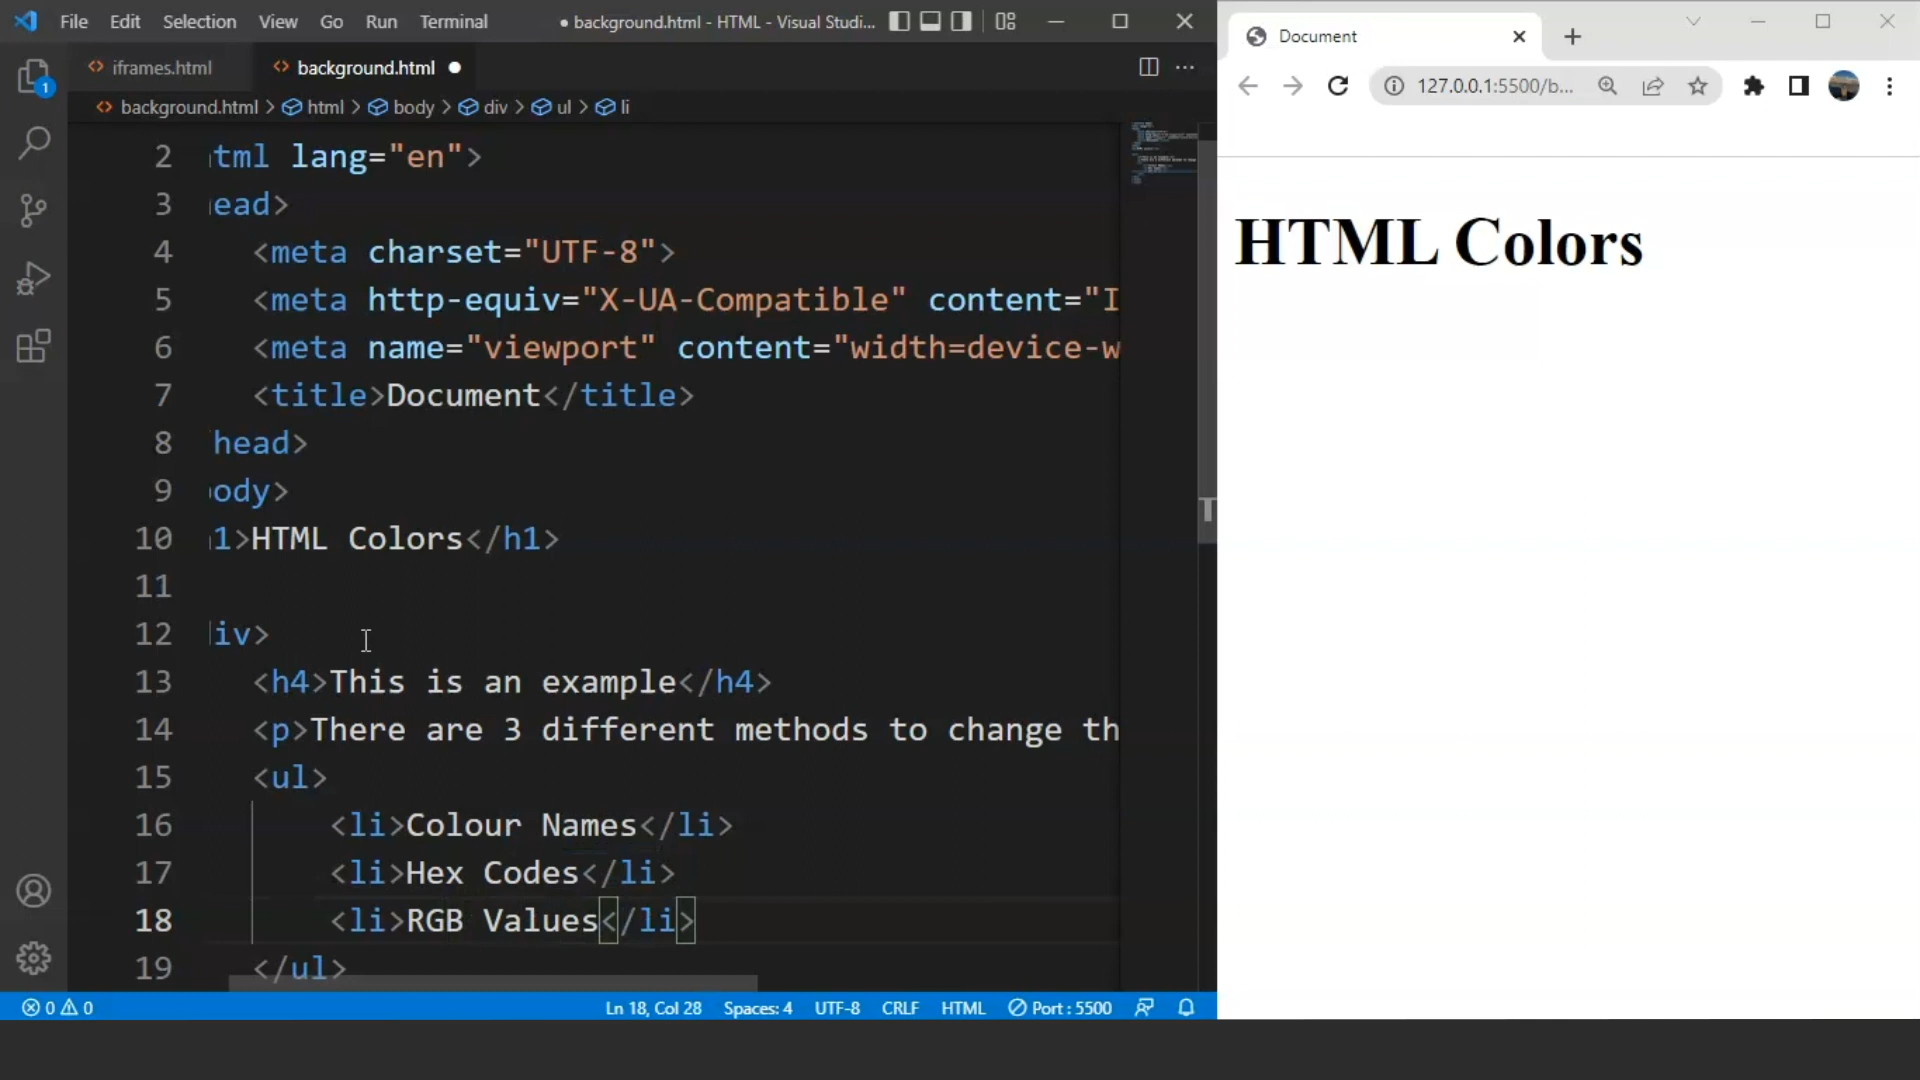 File Edit Selection View Go Run Terminal ● background.html - HTML - Visual Studi...
iframes.html background.html
background.html > html > body > div > ul > li
2 tml lang="en">
3 ead>
4 <meta charset="UTF-8">
5 <meta http-equiv="X-UA-Compatible" content="I
6 <meta name="viewport" content="width=device-w
7 <title>Document</title>
8 head>
9 ody>
10 1>HTML Colors</h1>
11
12 iv>
13 <h4>This is an example</h4>
14 <p>There are 3 different methods to change th
15 <ul>
16 <li>Colour Names</li>
17 <li>Hex Codes</li>
18 <li>RGB Values</li>
19 </ul>
1
0 0 Ln 18, Col 28 Spaces: 4 UTF-8 CRLF HTML Port : 5500
Document
127.0.0.1:5500/b...
HTML Colors
T